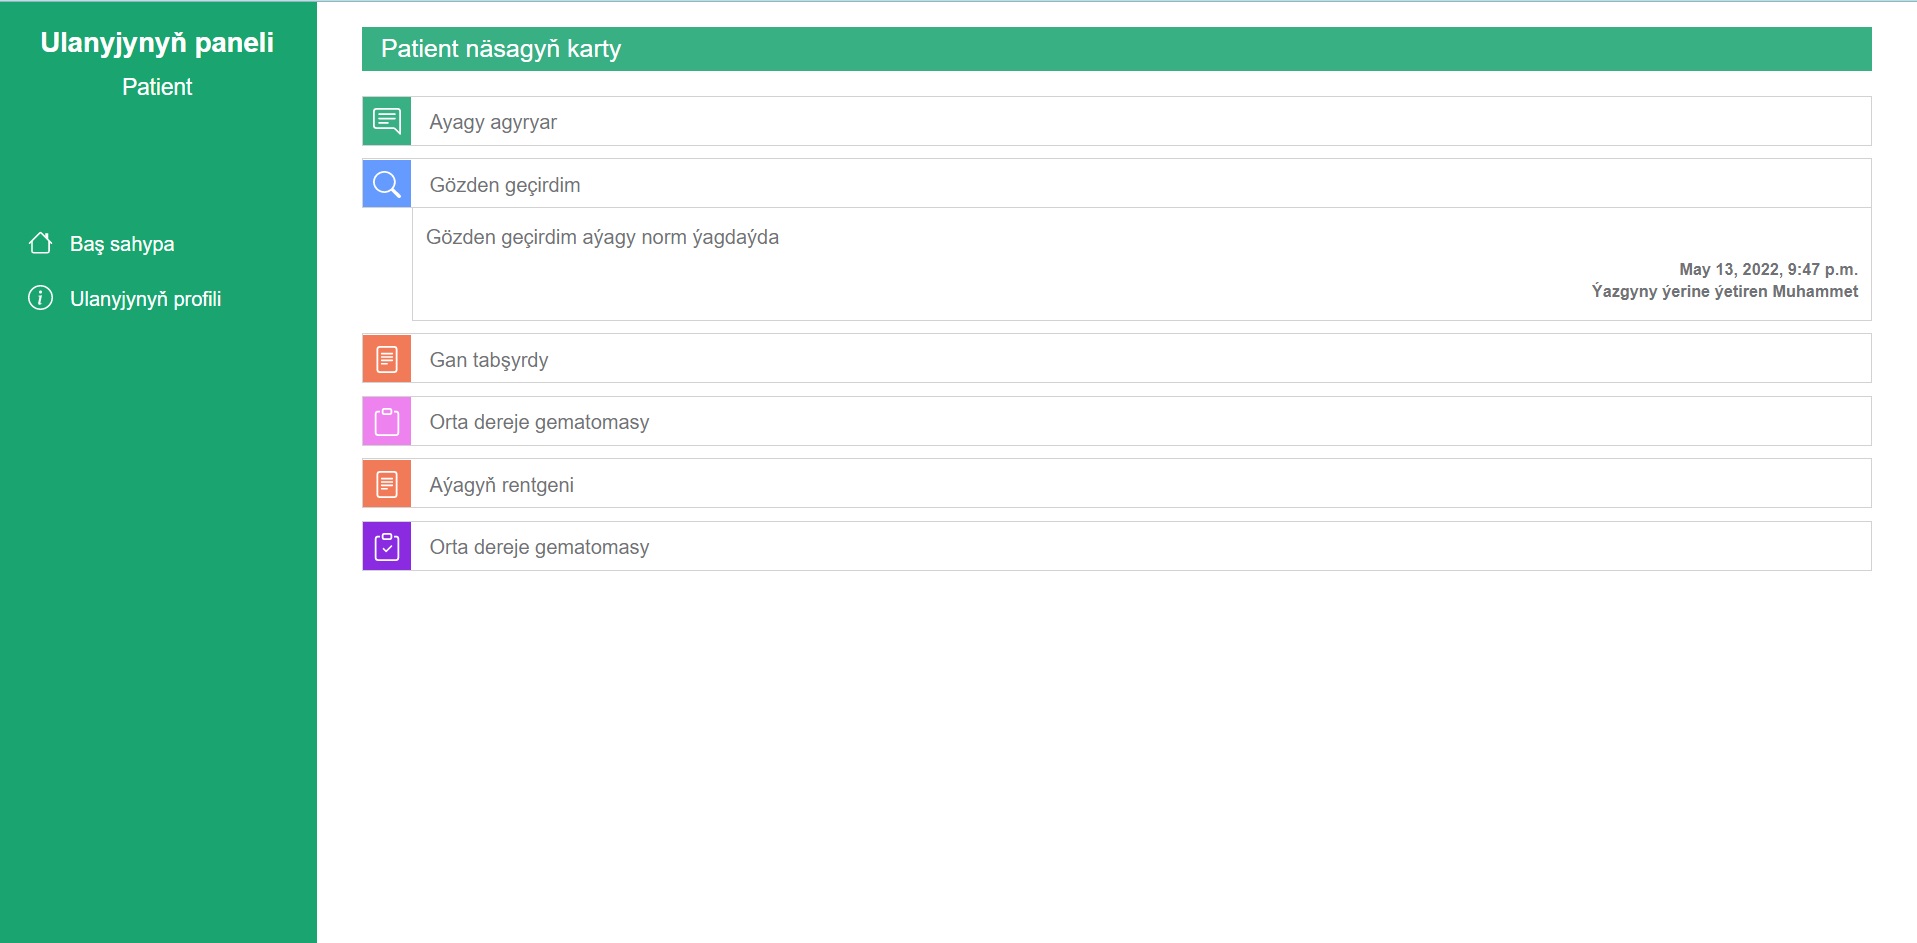 Ulanyjynyň paneli
Patient
Baş sahypa
Ulanyjynyň profili
Patient näsagyň karty
Ayagy agyryar
Gözden geçirdim
Gözden geçirdim aýagy norm ýagdaýda
May 13, 2022, 9:47 p.m.
Ýazgyny ýerine ýetiren Muhammet
Gan tabşyrdy
Orta dereje gematomasy
Aýagyň rentgeni
Orta dereje gematomasy